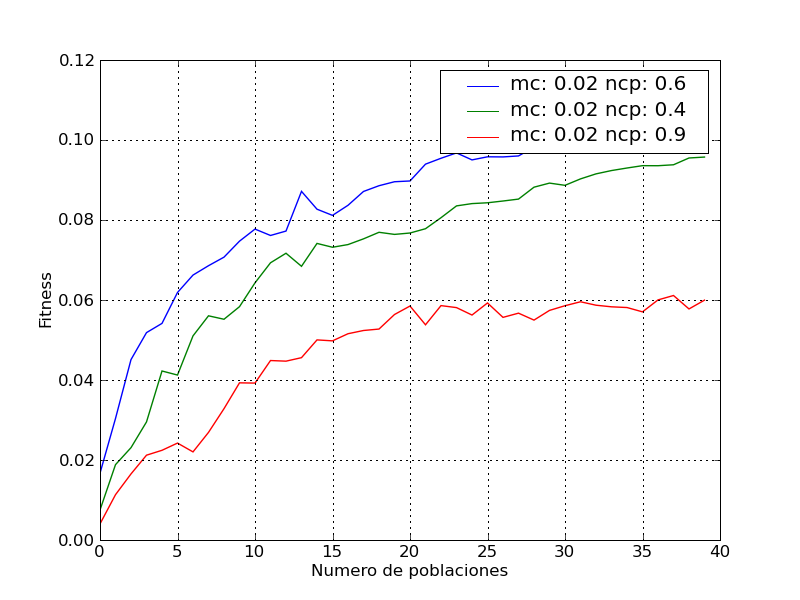 0.12
0.10
0.08
0.06
0.04
0.02
0.00
Fitness
mc: 0.02 ncp: 0.6
mc: 0.02 ncp: 0.4
mc: 0.02 ncp: 0.9
0 5 10 15 20 25 30 35 40
Numero de poblaciones